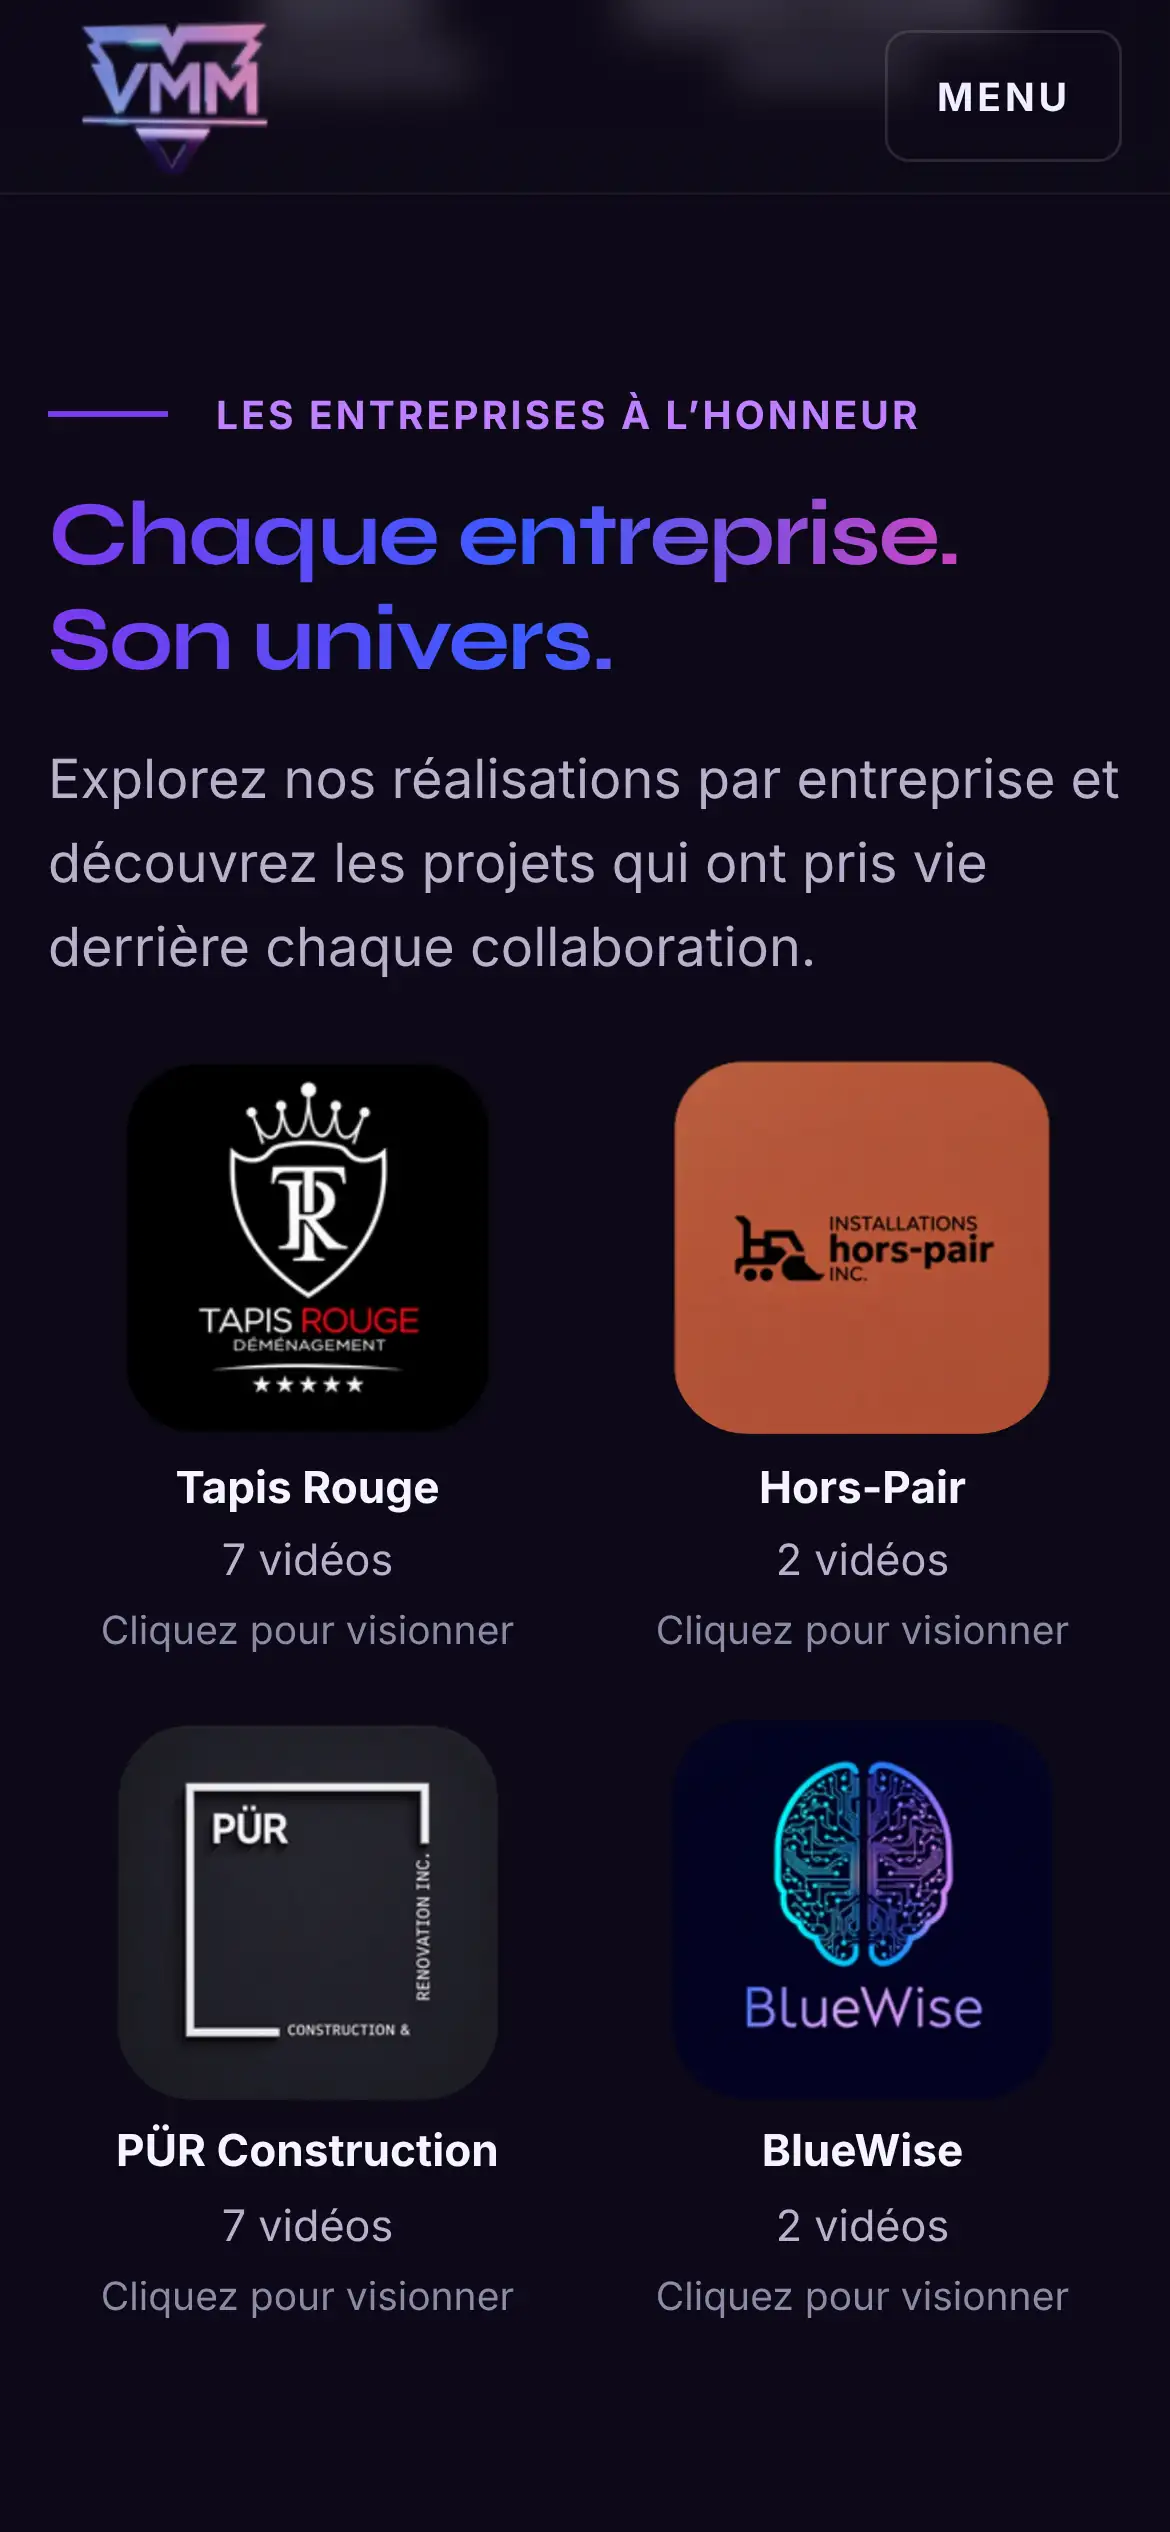 VMM
MENU
LES ENTREPRISES À L’HONNEUR
Chaque entreprise.
Son univers.
Explorez nos réalisations par entreprise et
découvrez les projets qui ont pris vie
derrière chaque collaboration.
TR
TAPIS ROUGE
DÉMÉNAGEMENT
INSTALLATIONS
hors-pair
INC.
Tapis Rouge
7 vidéos
Cliquez pour visionner
Hors-Pair
2 vidéos
Cliquez pour visionner
PÜR
CONSTRUCTION &
RENOVATION INC.
BlueWise
PÜR Construction
7 vidéos
Cliquez pour visionner
BlueWise
2 vidéos
Cliquez pour visionner